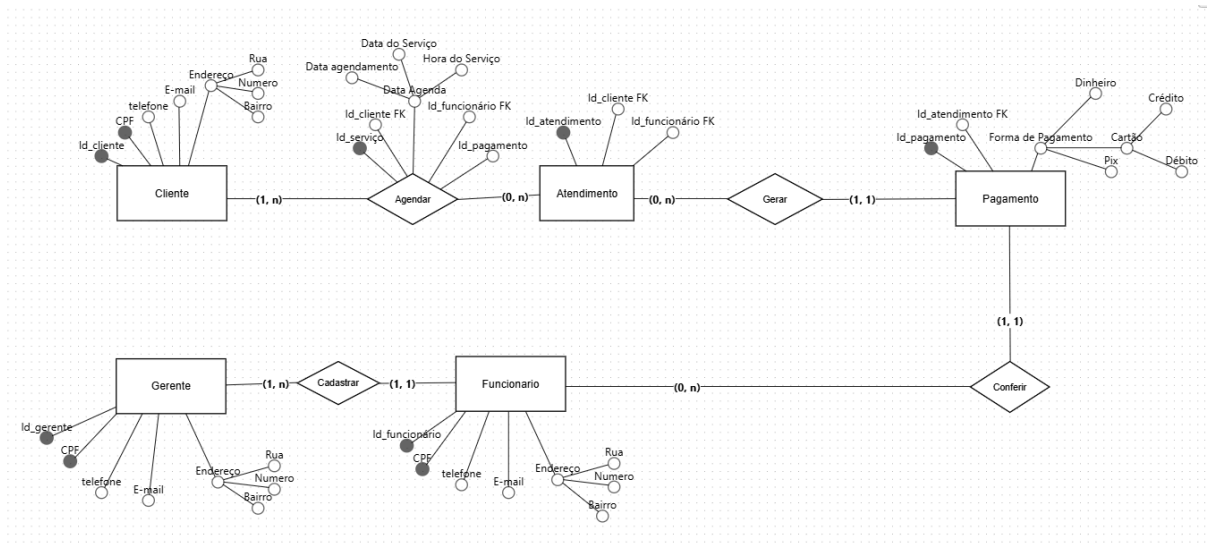 Rua
Endereço
Numero
E-mail
Bairro
telefone
CPF
Id_cliente
Cliente
(1, n)
Data do Serviço
Hora do Serviço
Data agendamento
Data Agenda
Id_cliente FK
Id_funcionário FK
Id_serviço
Id_pagamento
Agendar
(0, n)
Id_cliente FK
Id_atendimento
Id_funcionário FK
Atendimento
(0, n)
Gerar
(1, 1)
Dinheiro
Crédito
Id_atendimento FK
Id_pagamento
Forma de Pagamento
Cartão
Pix
Débito
Pagamento
(1, 1)
Conferir
(0, n)
Gerente
(1, n)
Cadastrar
(1, 1)
Funcionario
Id_gerente
CPF
telefone
E-mail
Endereço
Rua
Numero
Bairro
Id_funcionário
CPF
telefone
E-mail
Endereço
Rua
Numero
Bairro